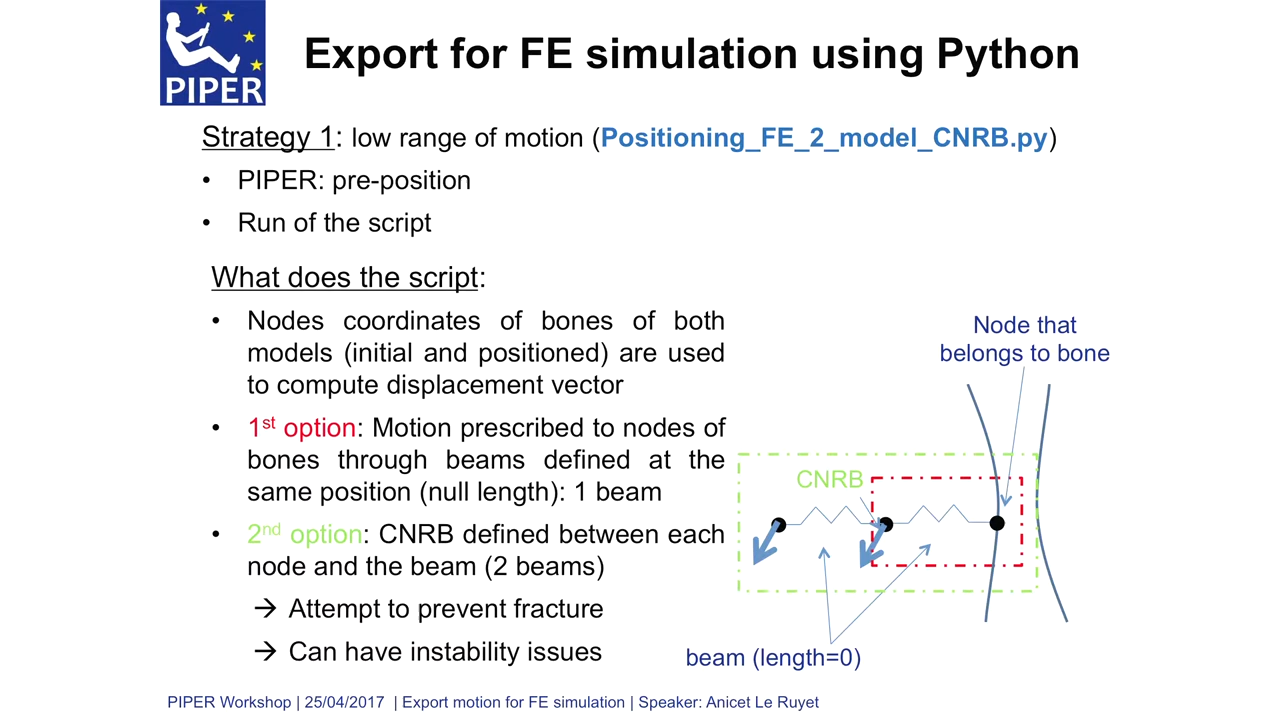 PIPER
Export for FE simulation using Python
Strategy 1: low range of motion (Positioning_FE_2_model_CNRB.py)
• PIPER: pre-position
• Run of the script
What does the script:
• Nodes coordinates of bones of both
models (initial and positioned) are used
to compute displacement vector
• 1st option: Motion prescribed to nodes of
bones through beams defined at the
same position (null length): 1 beam
• 2nd option: CNRB defined between each
node and the beam (2 beams)
→ Attempt to prevent fracture
→ Can have instability issues
Node that
belongs to bone
CNRB
beam (length=0)
PIPER Workshop | 25/04/2017 | Export motion for FE simulation | Speaker: Anicet Le Ruyet